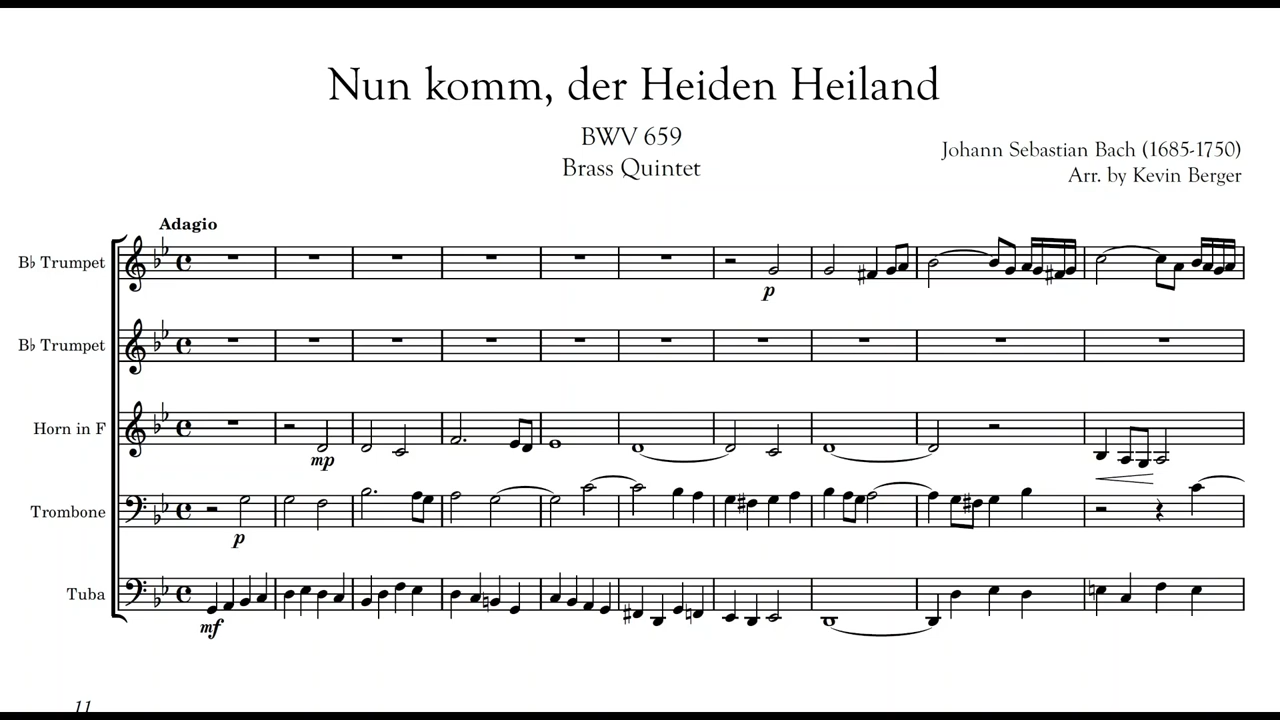 Nun komm, der Heiden Heiland
BWV 659
Brass Quintet
Johann Sebastian Bach (1685-1750)
Arr. by Kevin Berger
Adagio
B♭ Trumpet
p
B♭ Trumpet
Horn in F
mp
Trombone
p
Tuba
mf
11